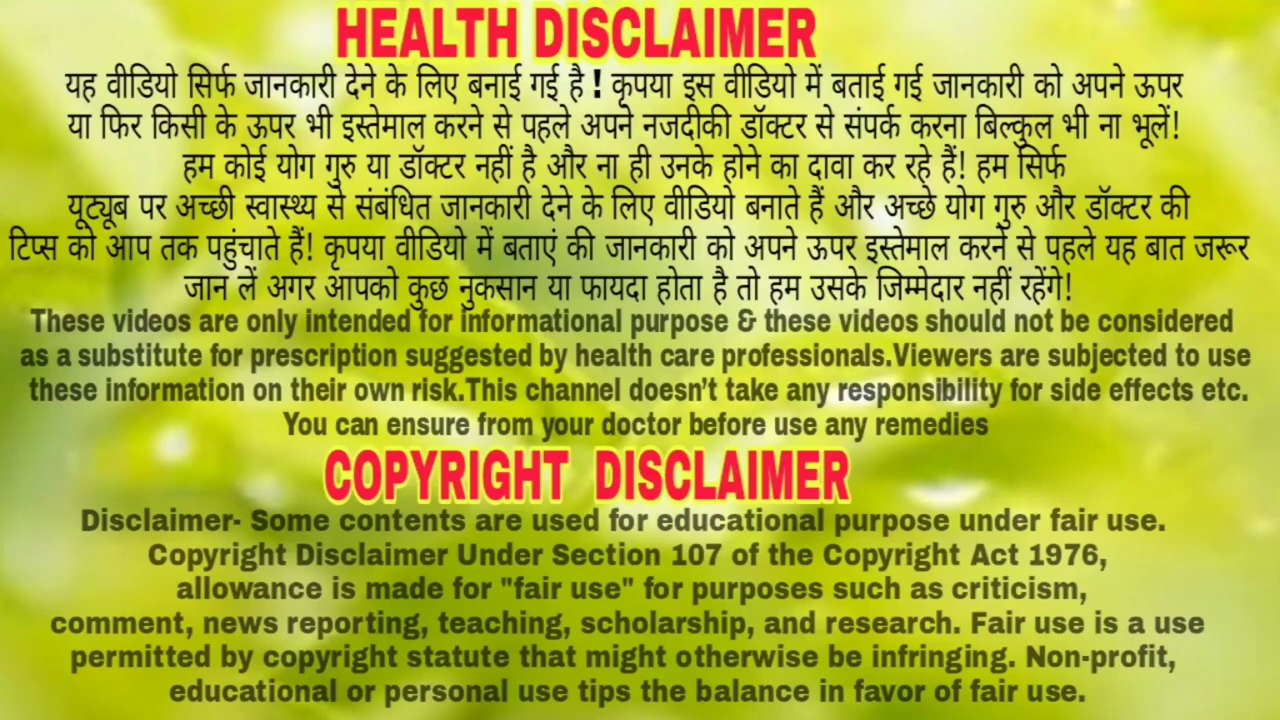 HEALTH DISCLAIMER
यह वीडियो सिर्फ जानकारी देने के लिए बनाई गई है ! कृपया इस वीडियो में बताई गई जानकारी को अपने ऊपर
या फिर किसी के ऊपर भी इस्तेमाल करने से पहले अपने नजदीकी डॉक्टर से संपर्क करना बिल्कुल भी ना भूलें!
हम कोई योग गुरु या डॉक्टर नहीं है और ना ही उनके होने का दावा कर रहे हैं! हम सिर्फ
यूट्यूब पर अच्छी स्वास्थ्य से संबंधित जानकारी देने के लिए वीडियो बनाते हैं और अच्छे योग गुरु और डॉक्टर की
टिप्स को आप तक पहुंचाते हैं! कृपया वीडियो में बताएं की जानकारी को अपने ऊपर इस्तेमाल करने से पहले यह बात जरूर
जान लें अगर आपको कुछ नुकसान या फायदा होता है तो हम उसके जिम्मेदार नहीं रहेंगे!
These videos are only intended for informational purpose & these videos should not be considered
as a substitute for prescription suggested by health care professionals.Viewers are subjected to use
these information on their own risk.This channel doesn't take any responsibility for side effects etc.
You can ensure from your doctor before use any remedies
COPYRIGHT DISCLAIMER
Disclaimer- Some contents are used for educational purpose under fair use.
Copyright Disclaimer Under Section 107 of the Copyright Act 1976,
allowance is made for "fair use" for purposes such as criticism,
comment, news reporting, teaching, scholarship, and research. Fair use is a use
permitted by copyright statute that might otherwise be infringing. Non-profit,
educational or personal use tips the balance in favor of fair use.